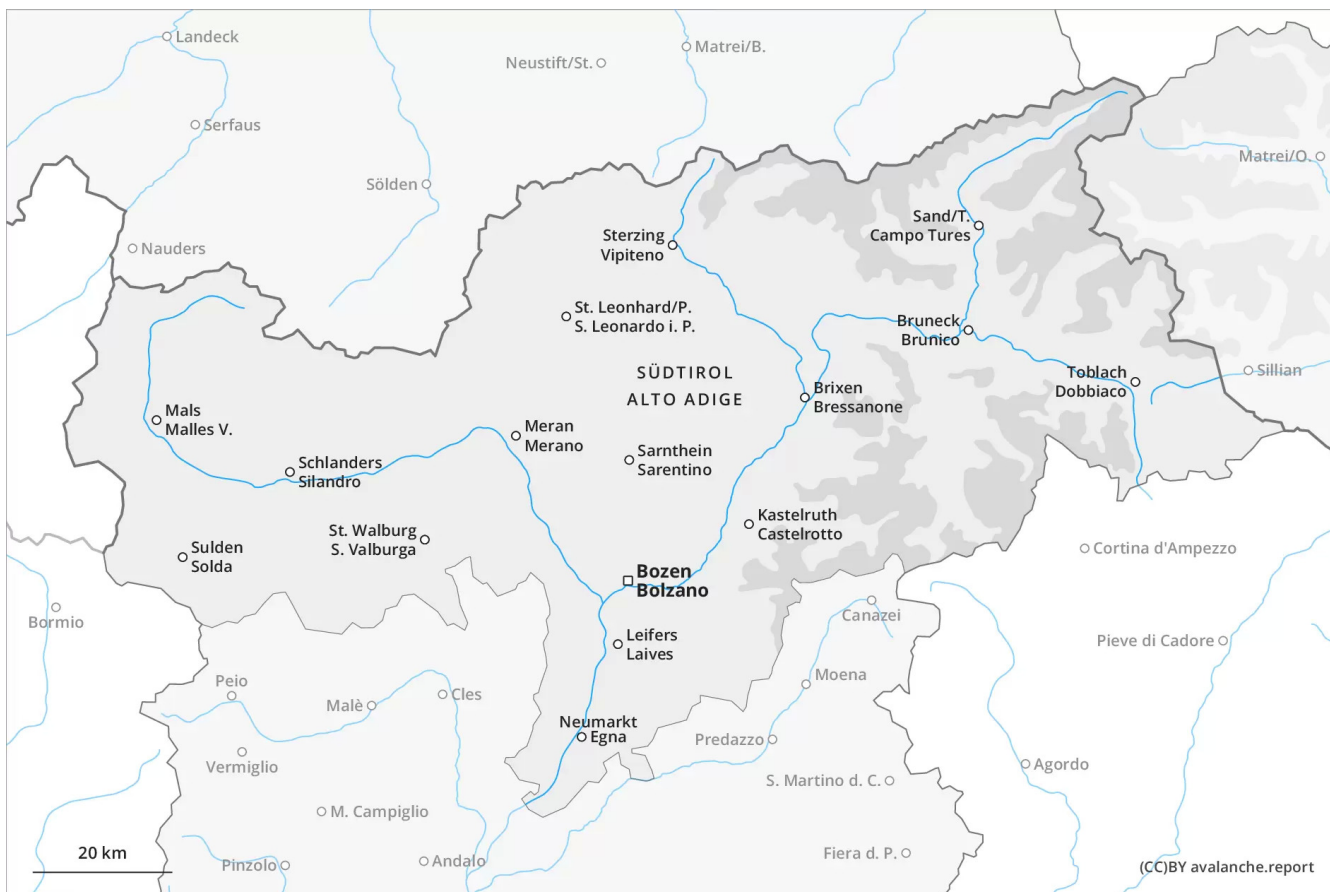 Landeck
Matrei/B.
Neustift/St.
Serfaus
Matrei/O.
Sölden
Sand/T.
Campo Tures
Nauders
Sterzing
Vipiteno
St. Leonhard/P.
S. Leonardo i. P.
Bruneck
Brunico
SÜDTIROL
ALTO ADIGE
Toblach
Dobbiaco
Sillian
Brixen
Bressanone
Mals
Malles V.
Meran
Merano
Schlanders
Silandro
Sarnthein
Sarentino
Kastelruth
Castelrotto
St. Walburg
S. Valburga
Sulden
Solda
Cortina d'Ampezzo
Bozen
Bolzano
Bormio
Canazei
Leifers
Laives
Pieve di Cadore
Peio
Moena
Malè
Cles
Neumarkt
Egna
Predazzo
Vermiglio
Agordo
S. Martino d. C.
M. Campiglio
20 km
Pinzolo
Andalo
Fiera d. P.
(CC)BY avalanche.report